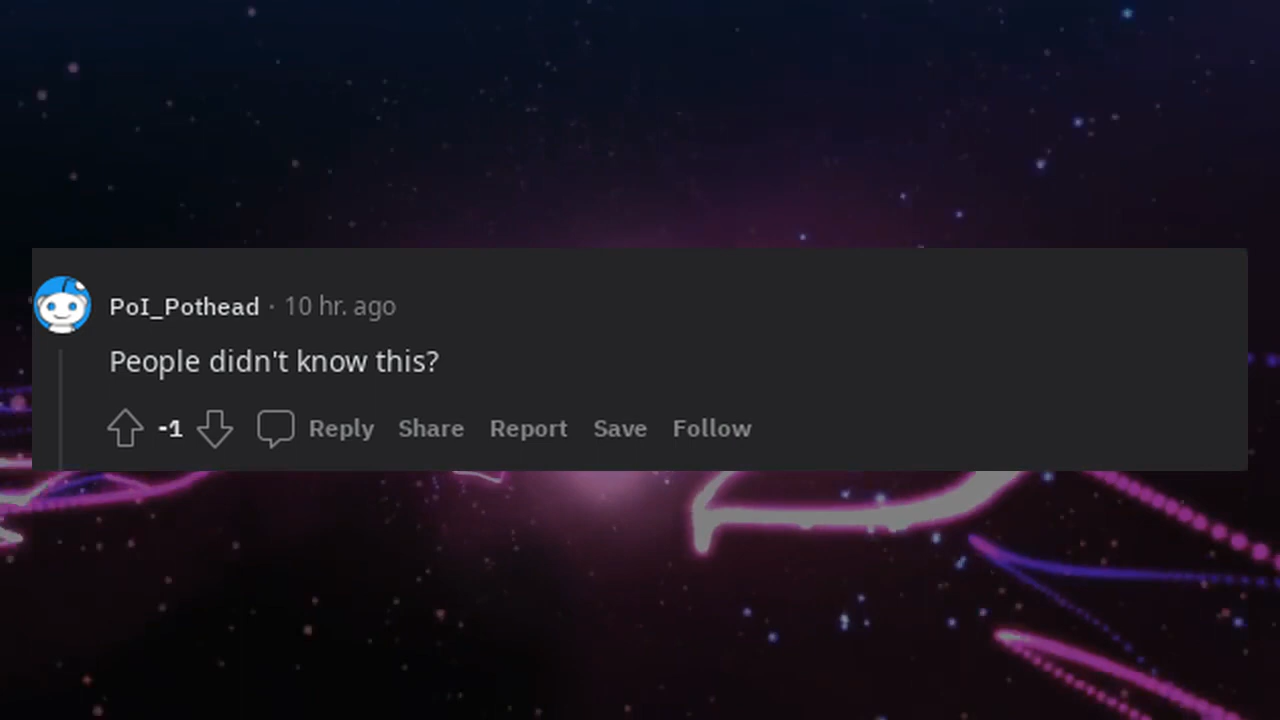 PoI_Pothead · 10 hr. ago
People didn't know this?
-1 Reply Share Report Save Follow